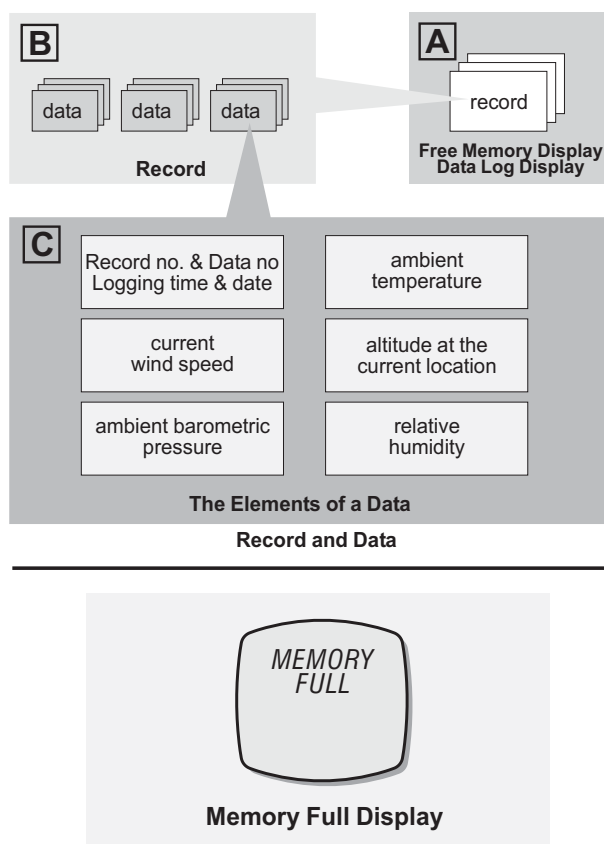 B
data
data
data
Record
A
record
Free Memory Display
Data Log Display
C
Record no. & Data no
Logging time & date
ambient
temperature
current
wind speed
altitude at the
current location
ambient barometric
pressure
relative
humidity
The Elements of a Data
Record and Data
MEMORY
FULL
Memory Full Display